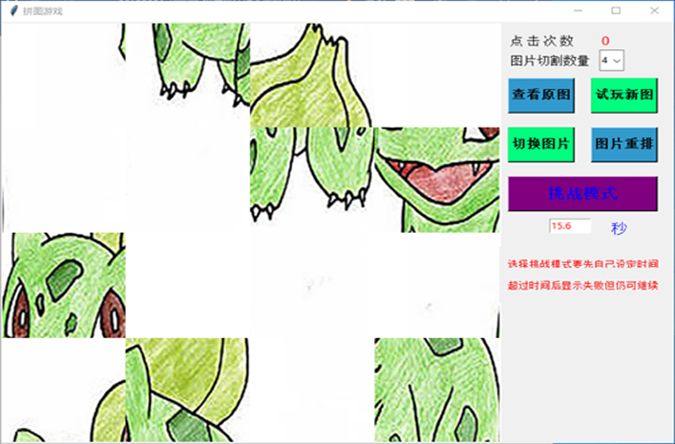 拼图游戏
点击次数 0
图片切割数量 4
查看原图 试玩新图
切换图片 图片重排
挑战模式
15.6 秒
选择挑战模式要先自己设定时间
超过时间后显示失败但仍可继续